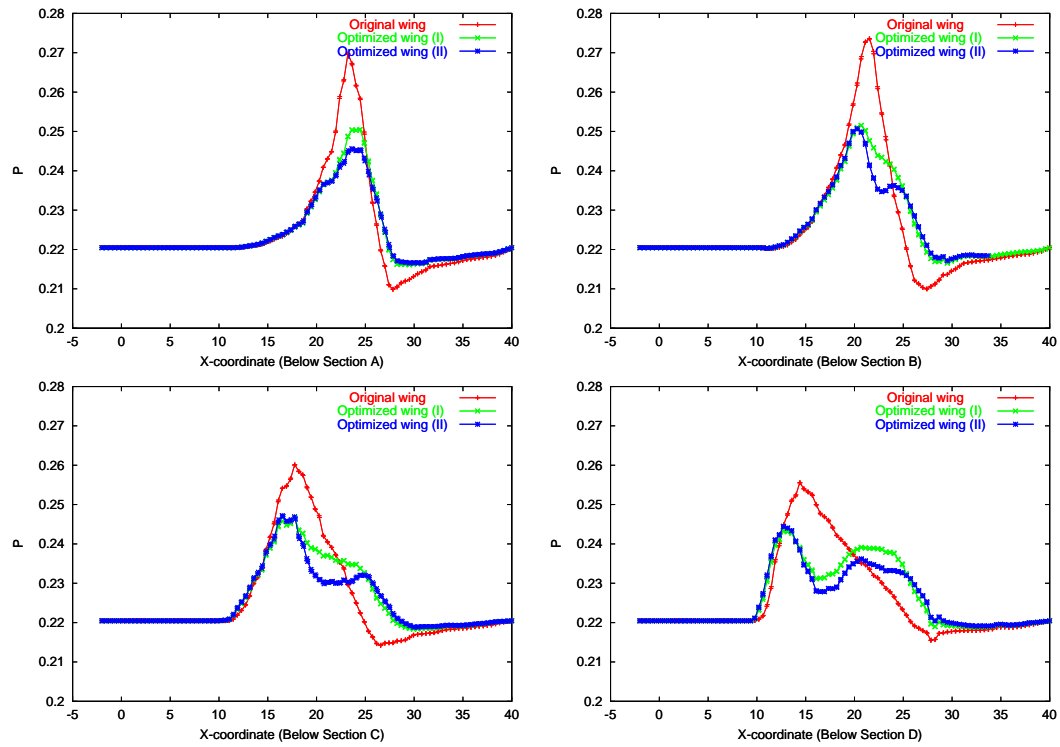 0.28
0.27
0.26
0.25
0.24
0.23
0.22
0.21
0.2
P
-5 0 5 10 15 20 25 30 35 40
X-coordinate (Below Section A)
Original wing
Optimized wing (I)
Optimized wing (II)
0.28
0.27
0.26
0.25
0.24
0.23
0.22
0.21
0.2
P
-5 0 5 10 15 20 25 30 35 40
X-coordinate (Below Section B)
Original wing
Optimized wing (I)
Optimized wing (II)
0.28
0.27
0.26
0.25
0.24
0.23
0.22
0.21
0.2
P
-5 0 5 10 15 20 25 30 35 40
X-coordinate (Below Section C)
Original wing
Optimized wing (I)
Optimized wing (II)
0.28
0.27
0.26
0.25
0.24
0.23
0.22
0.21
0.2
P
-5 0 5 10 15 20 25 30 35 40
X-coordinate (Below Section D)
Original wing
Optimized wing (I)
Optimized wing (II)